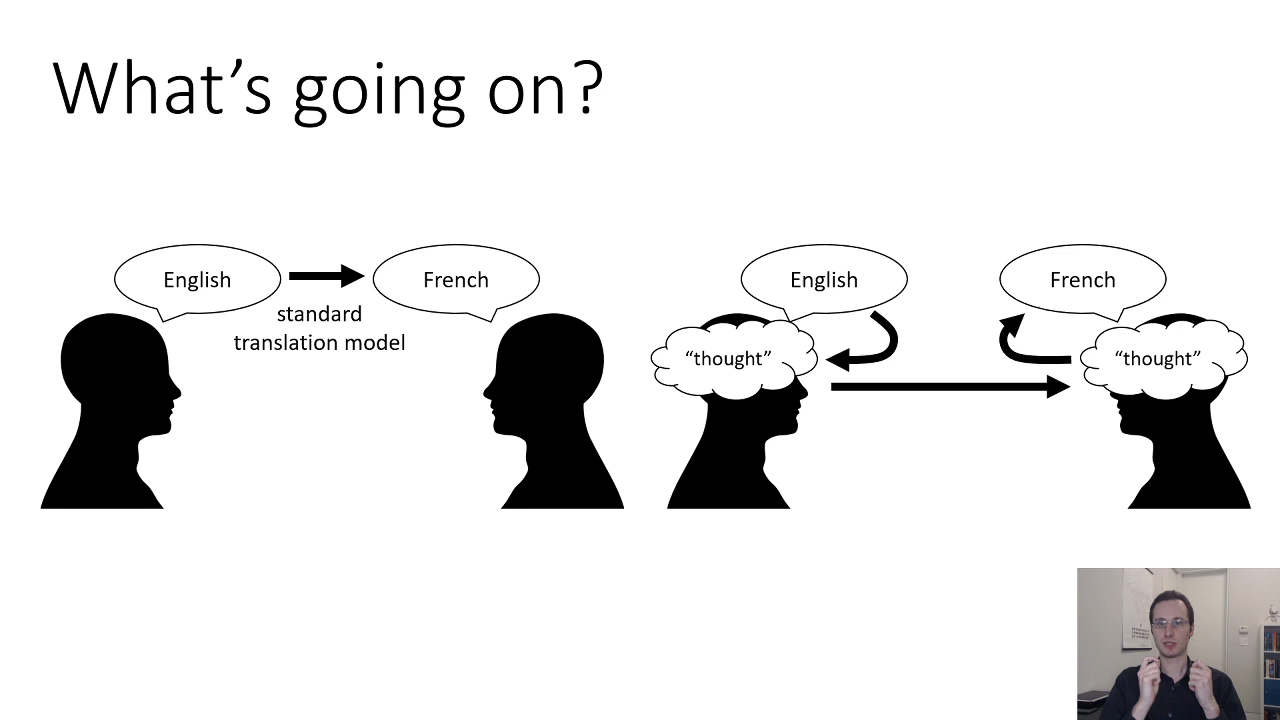 What’s going on?
English
French
standard
translation model
English
French
“thought”
“thought”